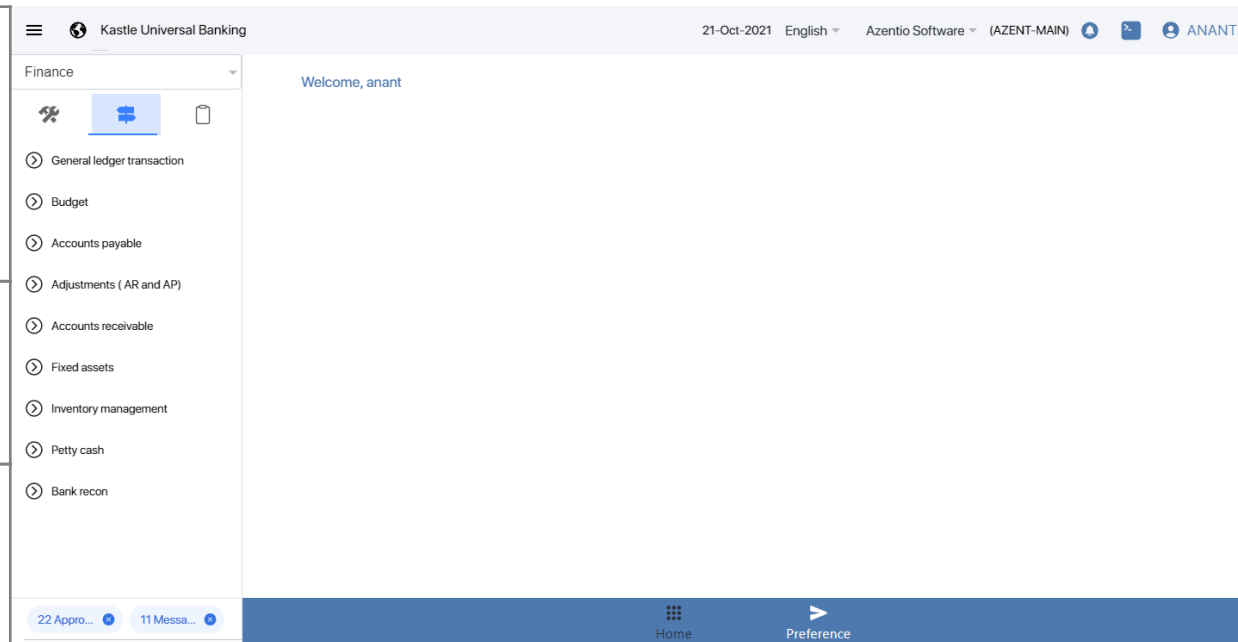 Kastle Universal Banking
21-Oct-2021 English Azentio Software (AZENT-MAIN) ANANT
Finance
Welcome, anant
General ledger transaction
Budget
Accounts payable
Adjustments ( AR and AP)
Accounts receivable
Fixed assets
Inventory management
Petty cash
Bank recon
22 Appro... 11 Messa...
Home Preference